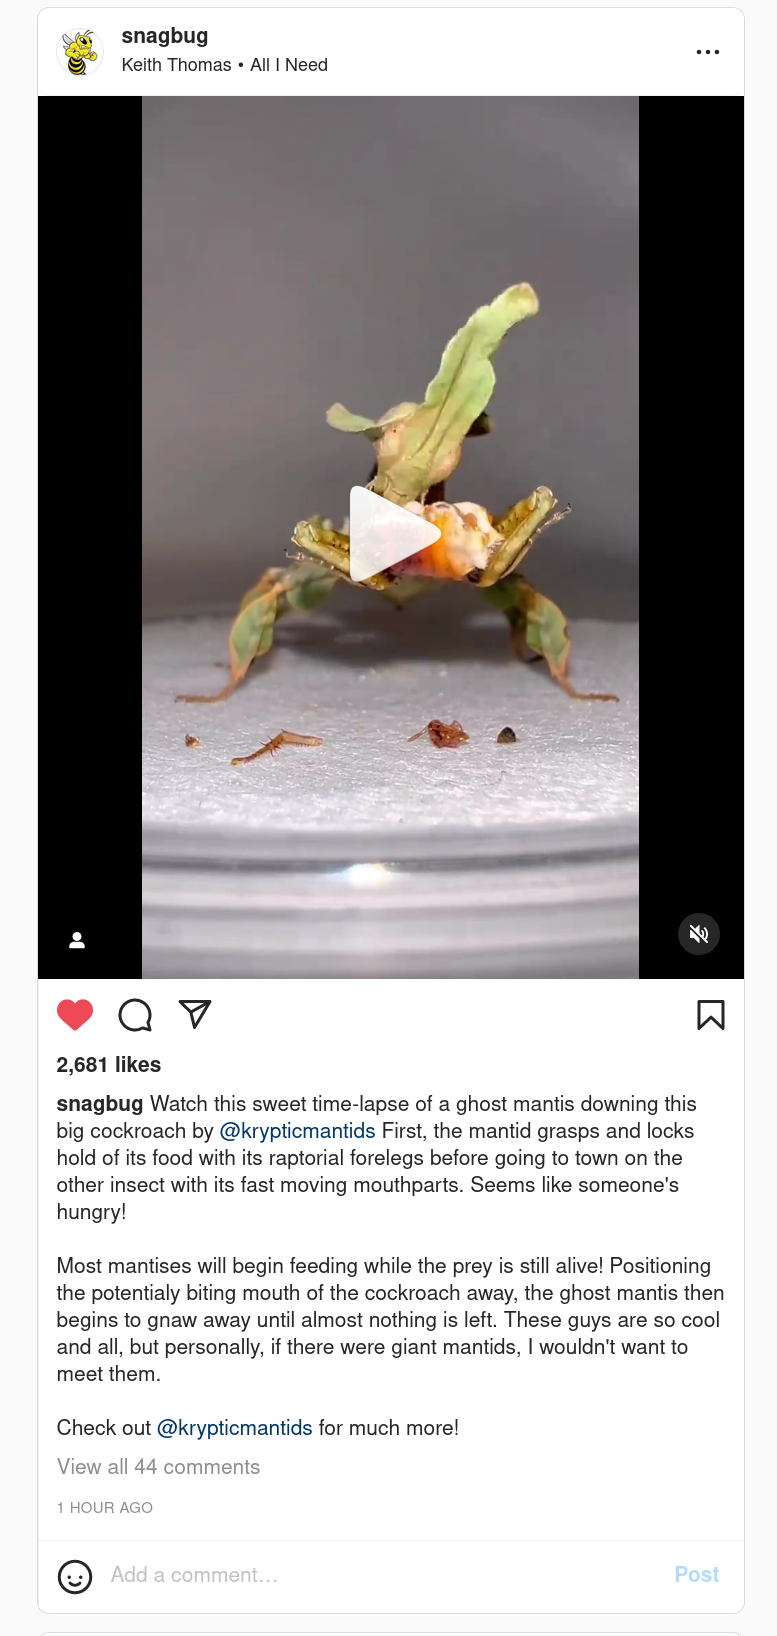 snagbug
Keith Thomas • All I Need
2,681 likes
snagbug Watch this sweet time-lapse of a ghost mantis downing this
big cockroach by @krypticmantids First, the mantid grasps and locks
hold of its food with its raptorial forelegs before going to town on the
other insect with its fast moving mouthparts. Seems like someone's
hungry!
Most mantises will begin feeding while the prey is still alive! Positioning
the potentialy biting mouth of the cockroach away, the ghost mantis then
begins to gnaw away until almost nothing is left. These guys are so cool
and all, but personally, if there were giant mantids, I wouldn't want to
meet them.
Check out @krypticmantids for much more!
View all 44 comments
1 HOUR AGO
Add a comment…
Post